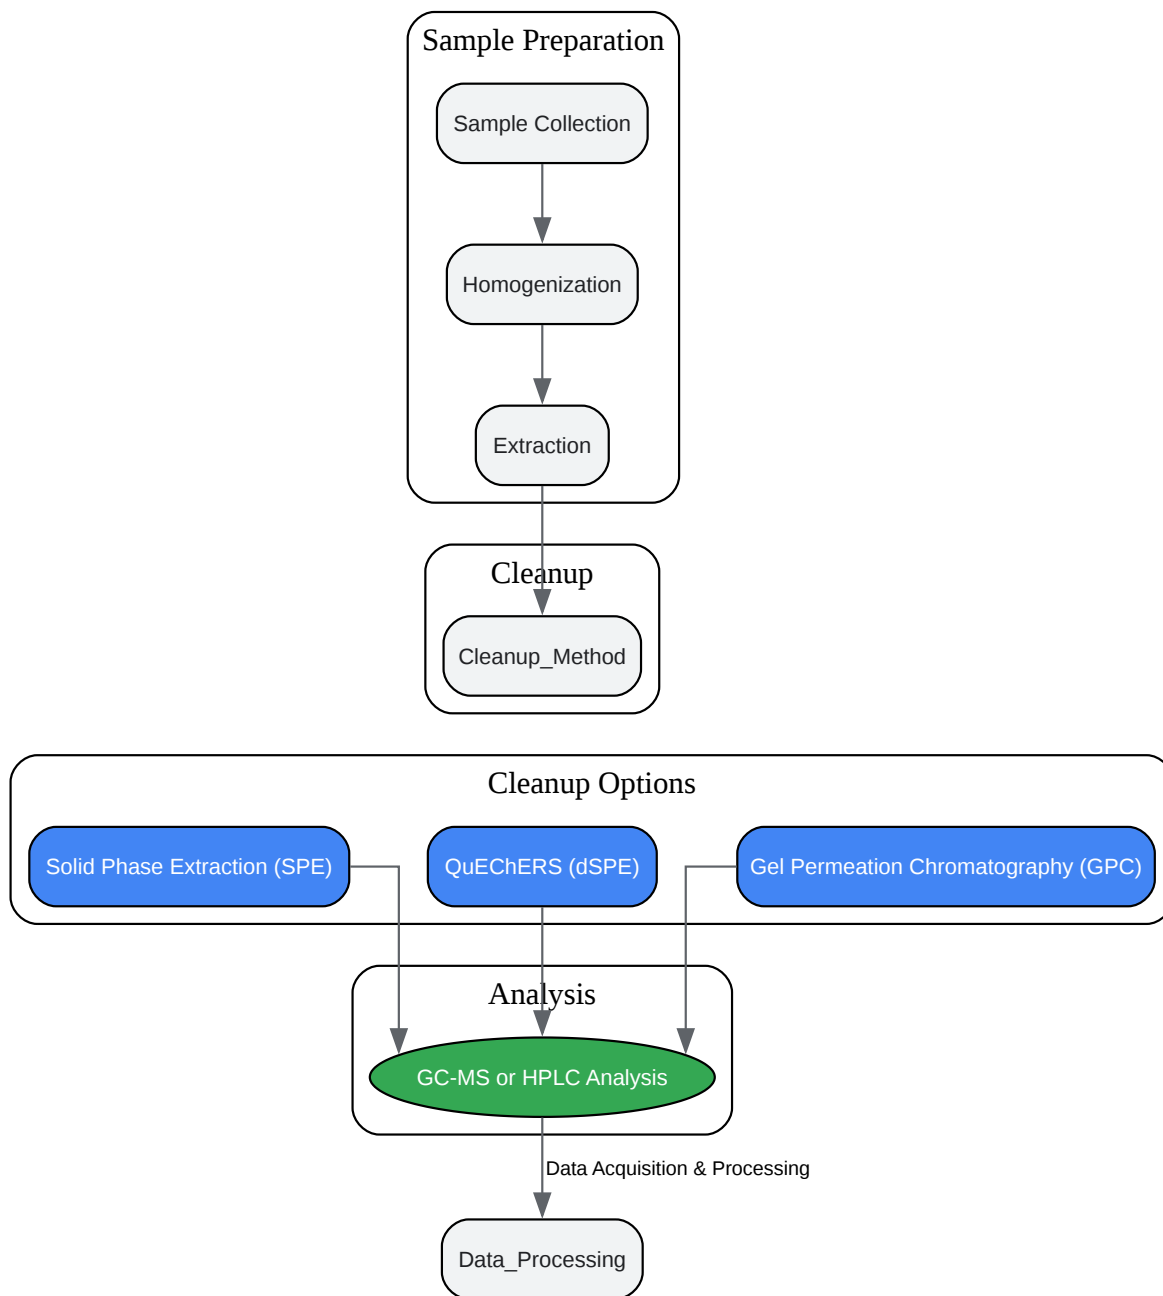 Sample Preparation
Sample Collection
Homogenization
Extraction
Cleanup
Cleanup_Method
Cleanup Options
Solid Phase Extraction (SPE)
QuEChERS (dSPE)
Gel Permeation Chromatography (GPC)
Analysis
GC-MS or HPLC Analysis
Data Acquisition & Processing
Data_Processing